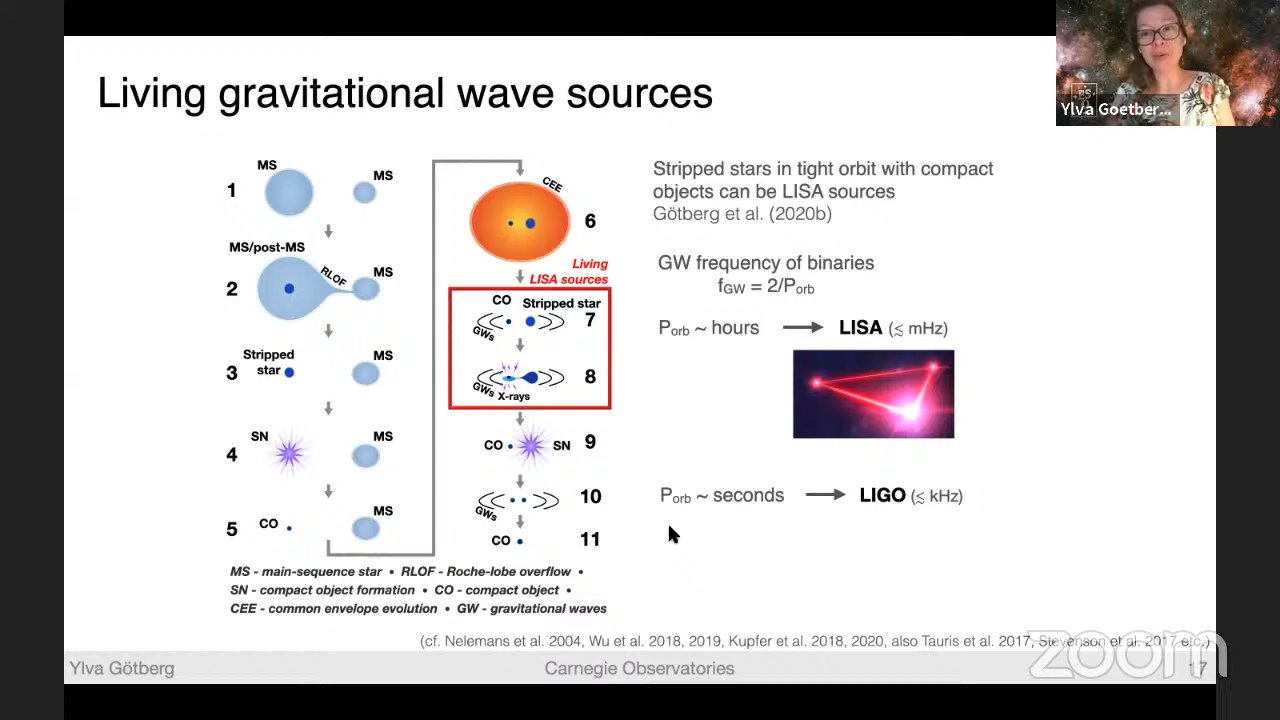 Living gravitational wave sources
Ylva Goetber...
1
MS
MS
MS/post-MS
2
RLOF
MS
3
Stripped
star
MS
4
SN
MS
5
CO
MS
CEE
6
Living
LISA sources
CO
Stripped star
7
GWs
8
GWs
X-rays
CO
SN
9
10
GWs
CO
11
MS - main-sequence star • RLOF - Roche-lobe overflow •
SN - compact object formation • CO - compact object •
CEE - common envelope evolution • GW - gravitational waves
Stripped stars in tight orbit with compact
objects can be LISA sources
Götberg et al. (2020b)
GW frequency of binaries
fGW = 2/Porb
Porb ~ hours
LISA (≲ mHz)
Porb ~ seconds
LIGO (≲ kHz)
(cf. Nelemans et al. 2004, Wu et al. 2018, 2019, Kupfer et al. 2018, 2020, also Tauris et al. 2017, Stevenson et al. 2017 etc.)
Ylva Götberg
Carnegie Observatories
17
zoom